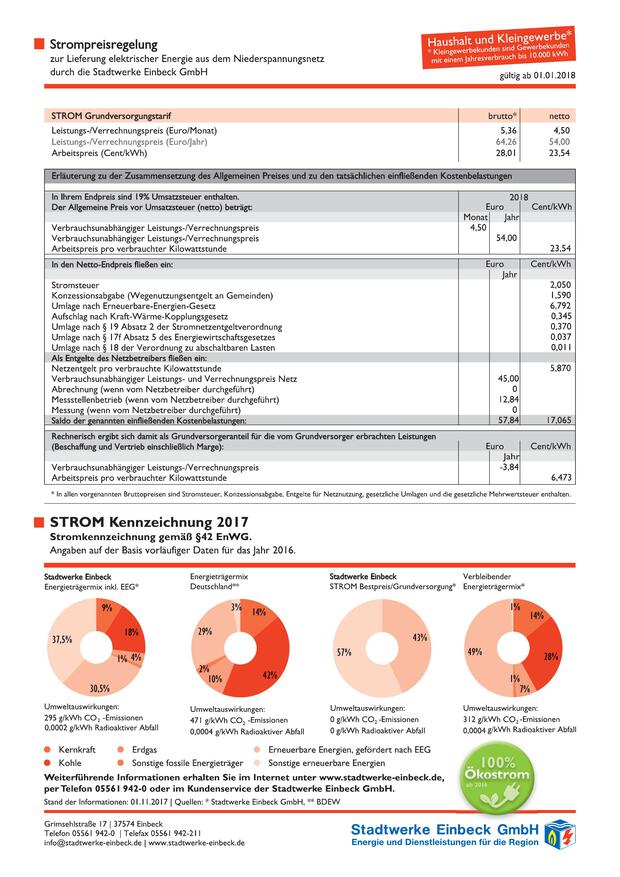 Strompreisregelung
zur Lieferung elektrischer Energie aus dem Niederspannungsnetz
durch die Stadtwerke Einbeck GmbH
Haushalt und Kleingewerbe*
* Kleingewerbekunden sind Gewerbekunden
mit einem Jahresverbrauch bis 10.000 kWh
gültig ab 01.01.2018
STROM Grundversorgungstarif brutto* netto
Leistungs-/Verrechnungspreis (Euro/Monat) 5,36 4,50
Leistungs-/Verrechnungspreis (Euro/Jahr) 64,26 54,00
Arbeitspreis (Cent/kWh) 28,01 23,54
Erläuterung zu der Zusammensetzung des Allgemeinen Preises und zu den tatsächlichen einfließenden Kostenbelastungen
In Ihrem Endpreis sind 19% Umsatzsteuer enthalten. 2018
Der Allgemeine Preis vor Umsatzsteuer (netto) beträgt: Euro Cent/kWh
Monat Jahr
Verbrauchsunabhängiger Leistungs-/Verrechnungspreis 4,50
Verbrauchsunabhängiger Leistungs-/Verrechnungspreis 54,00
Arbeitspreis pro verbrauchter Kilowattstunde 23,54
In den Netto-Endpreis fließen ein: Euro Cent/kWh
Jahr
Stromsteuer 2,050
Konzessionsabgabe (Wegenutzungsentgelt an Gemeinden) 1,590
Umlage nach Erneuerbare-Energien-Gesetz 6,792
Aufschlag nach Kraft-Wärme-Kopplungsgesetz 0,345
Umlage nach § 19 Absatz 2 der Stromnetzentgeltverordnung 0,370
Umlage nach § 17f Absatz 5 des Energiewirtschaftsgesetzes 0,037
Umlage nach § 18 der Verordnung zu abschaltbaren Lasten 0,011
Als Entgelte des Netzbetreibers fließen ein:
Netzentgelt pro verbrauchte Kilowattstunde 5,870
Verbrauchsunabhängiger Leistungs- und Verrechnungspreis Netz 45,00
Abrechnung (wenn vom Netzbetreiber durchgeführt) 0
Messstellenbetrieb (wenn vom Netzbetreiber durchgeführt) 12,84
Messung (wenn vom Netzbetreiber durchgeführt) 0
Saldo der genannten einfließenden Kostenbelastungen: 57,84 17,065
Rechnerisch ergibt sich damit als Grundversorgeranteil für die vom Grundversorger erbrachten Leistungen
(Beschaffung und Vertrieb einschließlich Marge): Euro Cent/kWh
Jahr
Verbrauchsunabhängiger Leistungs-/Verrechnungspreis -3,84
Arbeitspreis pro verbrauchter Kilowattstunde 6,473
* In allen vorgenannten Bruttopreisen sind Stromsteuer, Konzessionsabgabe, Entgelte für Netznutzung, gesetzliche Umlagen und die gesetzliche Mehrwertsteuer enthalten.
STROM Kennzeichnung 2017
Stromkennzeichnung gemäß §42 EnWG.
Angaben auf der Basis vorläufiger Daten für das Jahr 2016.
Stadtwerke Einbeck
Energieträgermix inkl. EEG*
9%
18%
4%
1%
30,5%
37,5%
Umweltauswirkungen:
295 g/kWh CO₂ -Emissionen
0,0002 g/kWh Radioaktiver Abfall
Energieträgermix
Deutschland**
3%
14%
42%
10%
2%
29%
Umweltauswirkungen:
471 g/kWh CO₂ -Emissionen
0,0004 g/kWh Radioaktiver Abfall
Stadtwerke Einbeck
STROM Bestpreis/Grundversorgung*
43%
57%
Umweltauswirkungen:
0 g/kWh CO₂ -Emissionen
0 g/kWh Radioaktiver Abfall
Verbleibender
Energieträgermix*
1%
14%
28%
7%
1%
49%
Umweltauswirkungen:
312 g/kWh CO₂ -Emissionen
0,0004 g/kWh Radioaktiver Abfall
Kernkraft Erdgas Erneuerbare Energien, gefördert nach EEG
Kohle Sonstige fossile Energieträger Sonstige erneuerbare Energien
100%
Ökostrom
ab 2016
Weiterführende Informationen erhalten Sie im Internet unter www.stadtwerke-einbeck.de,
per Telefon 05561 942-0 oder im Kundenservice der Stadtwerke Einbeck GmbH.
Stand der Informationen: 01.11.2017 | Quellen: * Stadtwerke Einbeck GmbH, ** BDEW
Grimsehlstraße 17 | 37574 Einbeck
Telefon 05561 942-0 | Telefax 05561 942-211
info@stadtwerke-einbeck.de | www.stadtwerke-einbeck.de
Stadtwerke Einbeck GmbH
Energie und Dienstleistungen für die Region